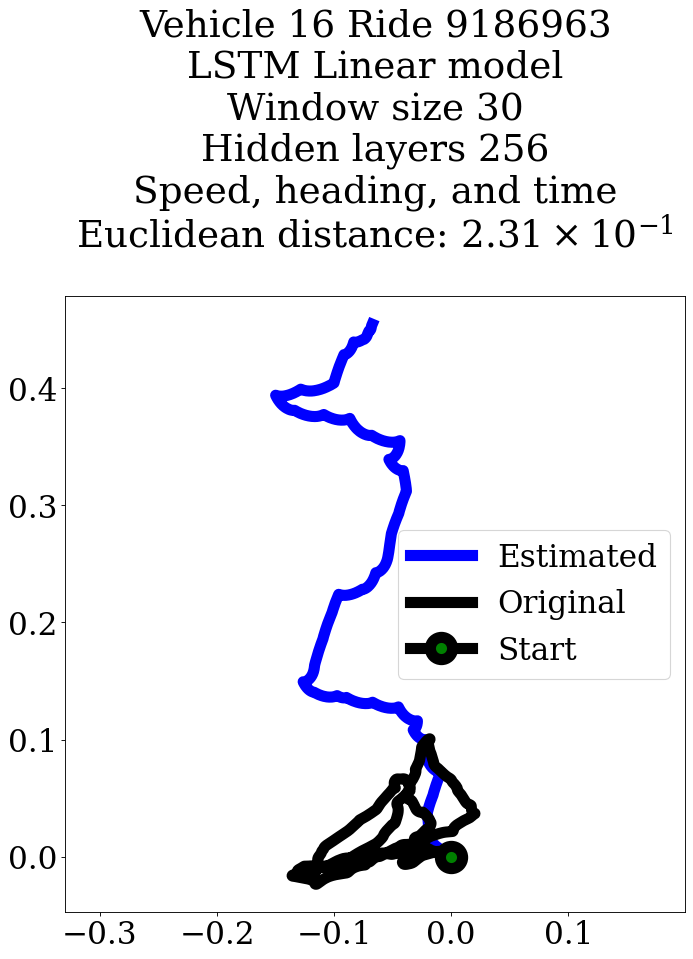 Vehicle 16 Ride 9186963
LSTM Linear model
Window size 30
Hidden layers 256
Speed, heading, and time
Euclidean distance: 2.31 × 10⁻¹
0.4
0.3
0.2
0.1
0.0
Estimated
Original
Start
−0.3 −0.2 −0.1 0.0 0.1